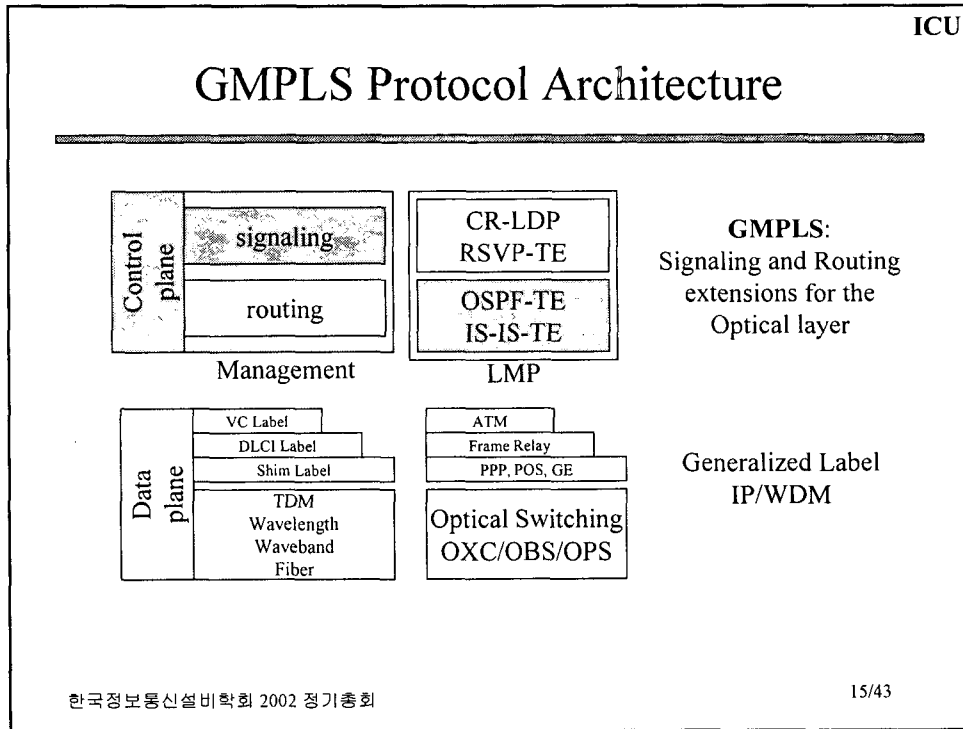 ICU
GMPLS Protocol Architecture
Control plane
signaling
routing
Management
CR-LDP
RSVP-TE
OSPF-TE
IS-IS-TE
LMP
GMPLS:
Signaling and Routing
extensions for the
Optical layer
Data plane
VC Label
DLCI Label
Shim Label
TDM
Wavelength
Waveband
Fiber
ATM
Frame Relay
PPP, POS, GE
Optical Switching
OXC/OBS/OPS
Generalized Label
IP/WDM
한국정보통신설비학회 2002 정기총회
15/43